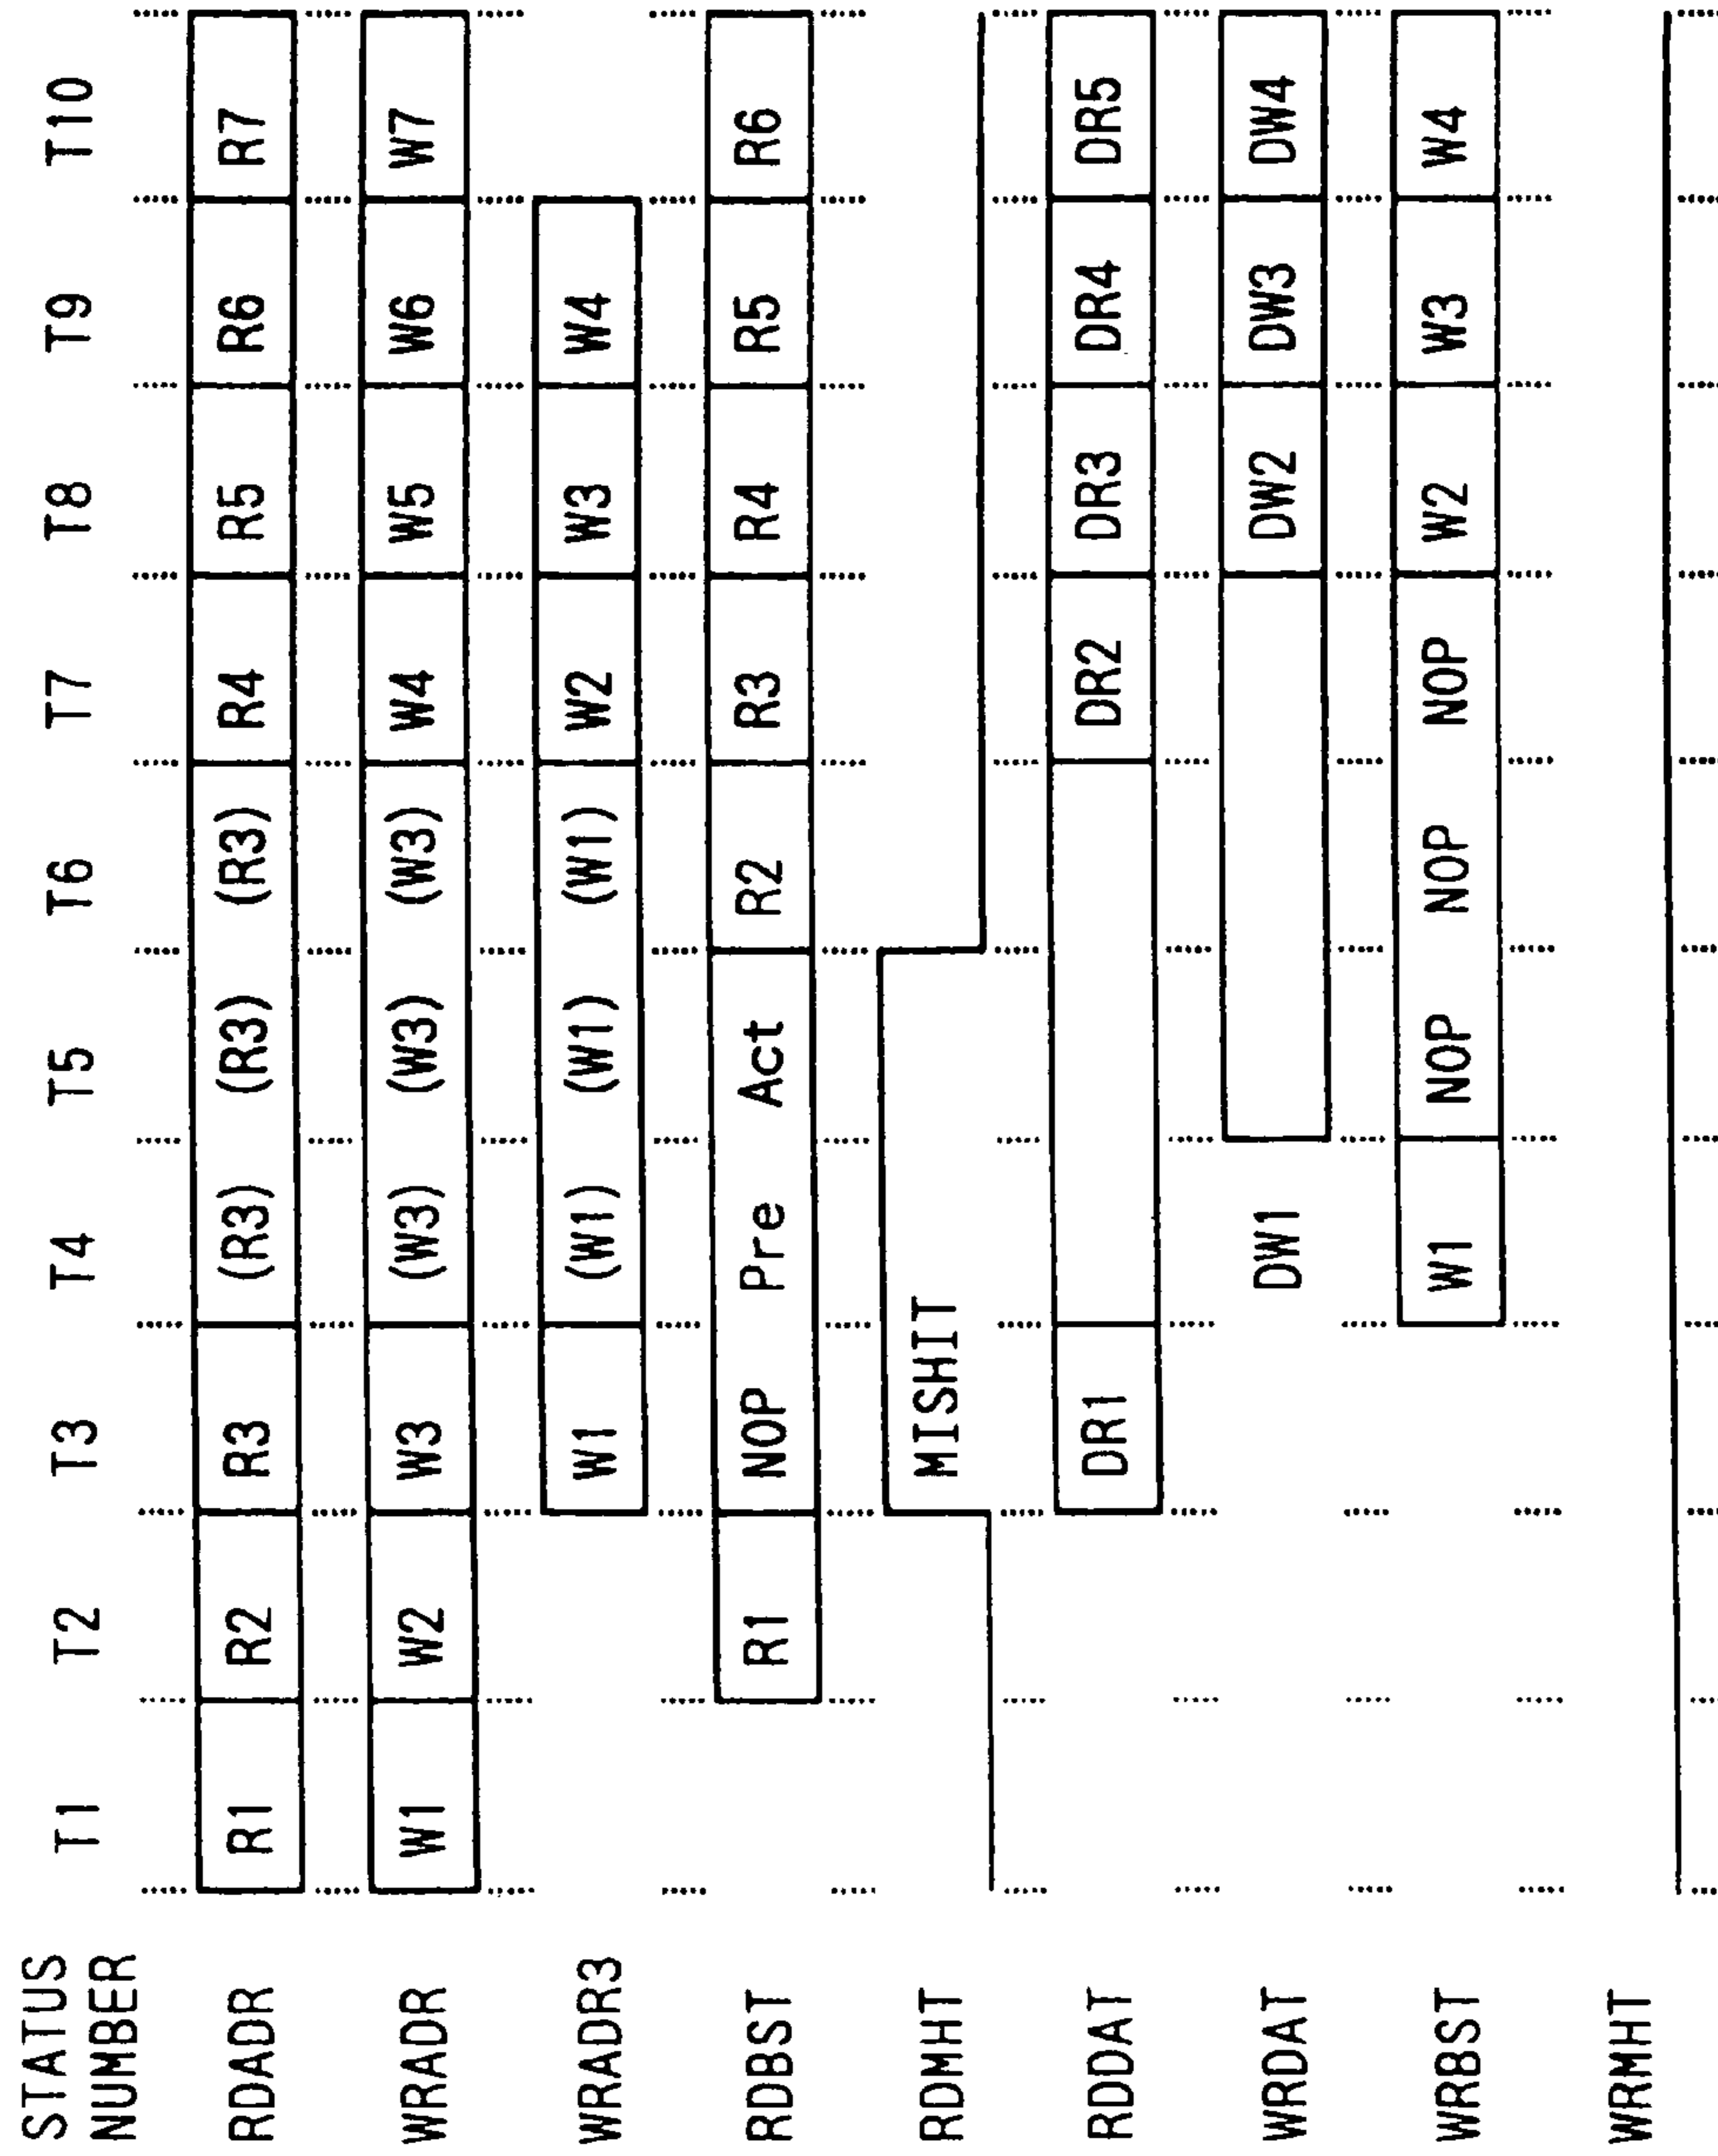 STATUS NUMBER T1 T2 T3 T4 T5 T6 T7 T8 T9 T10
RDADR R1 R2 R3 (R3) (R3) (R3) R4 R5 R6 R7
WRADR W1 W2 W3 (W3) (W3) (W3) W4 W5 W6 W7
WRADR3 W1 (W1) (W1) (W1) W2 W3 W4
RDBST R1 NOP Pre Act R2 R3 R4 R5 R6
RDMHT MISHIT
RDDAT DR1 DR2 DR3 DR4 DR5
WRDAT DW1 DW2 DW3 DW4
WRBST W1 NOP NOP NOP W2 W3 W4
WRMHT